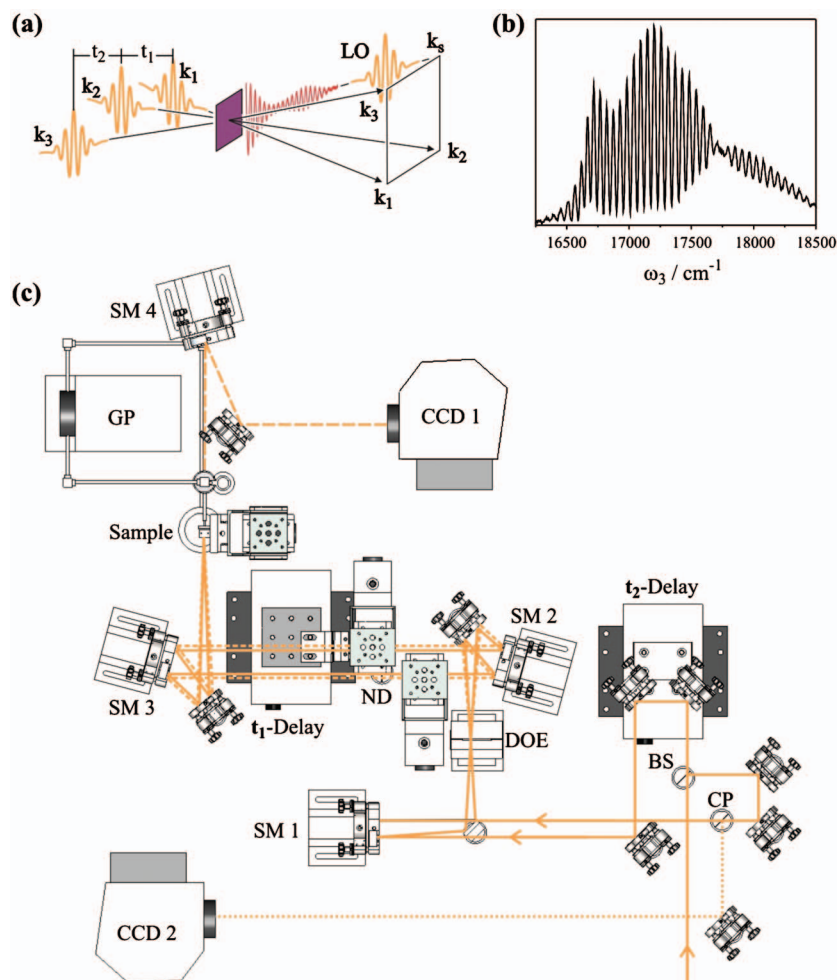 (a)
t₂ t₁
k₁
k₂
k₃
LO
kₛ
k₃
k₂
k₁
(b)
16500 17000 17500 18000 18500
ω₃ / cm⁻¹
(c)
SM 4
GP
CCD 1
Sample
t₂-Delay
SM 2
ND
SM 3
t₁-Delay
DOE
BS
CP
SM 1
CCD 2